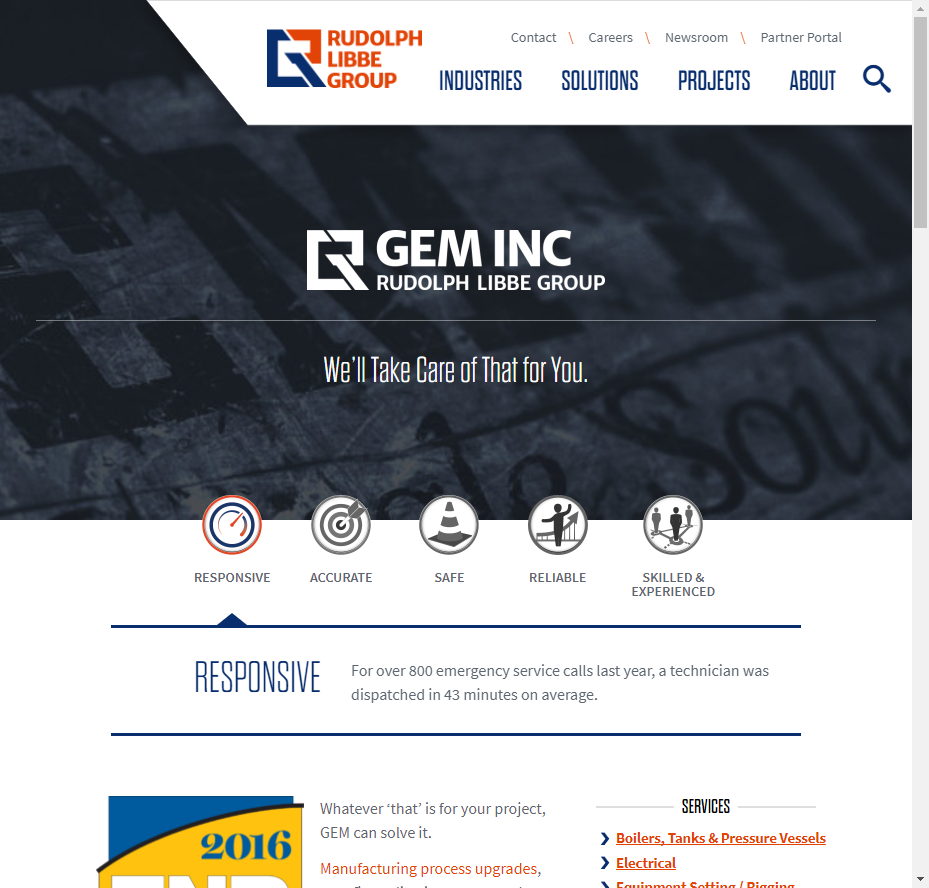 RUDOLPH
LIBBE
GROUP
Contact \ Careers \ Newsroom \ Partner Portal
INDUSTRIES SOLUTIONS PROJECTS ABOUT
GEM INC
RUDOLPH LIBBE GROUP
We'll Take Care of That for You.
RESPONSIVE ACCURATE SAFE RELIABLE SKILLED &
EXPERIENCED
RESPONSIVE
For over 800 emergency service calls last year, a technician was
dispatched in 43 minutes on average.
2016
Whatever ‘that’ is for your project,
GEM can solve it.
Manufacturing process upgrades,
SERVICES
Boilers, Tanks & Pressure Vessels
Electrical
Equipment Setting / Rigging